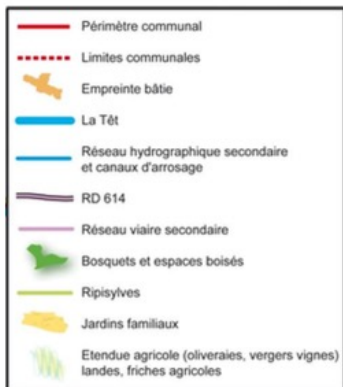 Périmètre communal
Limites communales
Empreinte bâtie
La Têt
Réseau hydrographique secondaire
et canaux d'arrosage
RD 614
Réseau viaire secondaire
Bosquets et espaces boisés
Ripisylves
Jardins familiaux
Etendue agricole (oliveraies, vergers vignes)
landes, friches agricoles